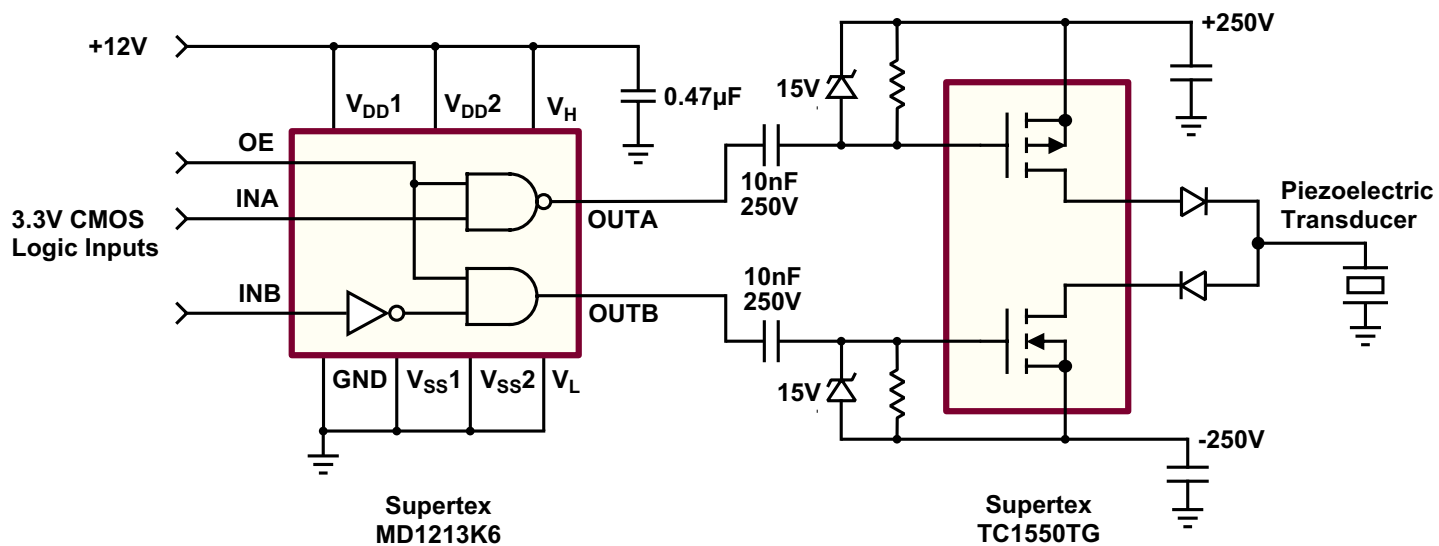 +12V
VDD1
VDD2
VH
0.47µF
15V
+250V
OE
INA
3.3V CMOS
Logic Inputs
INB
OUTA
OUTB
10nF
250V
10nF
250V
Piezoelectric
Transducer
GND
VSS1
VSS2
VL
15V
-250V
Supertex
MD1213K6
Supertex
TC1550TG